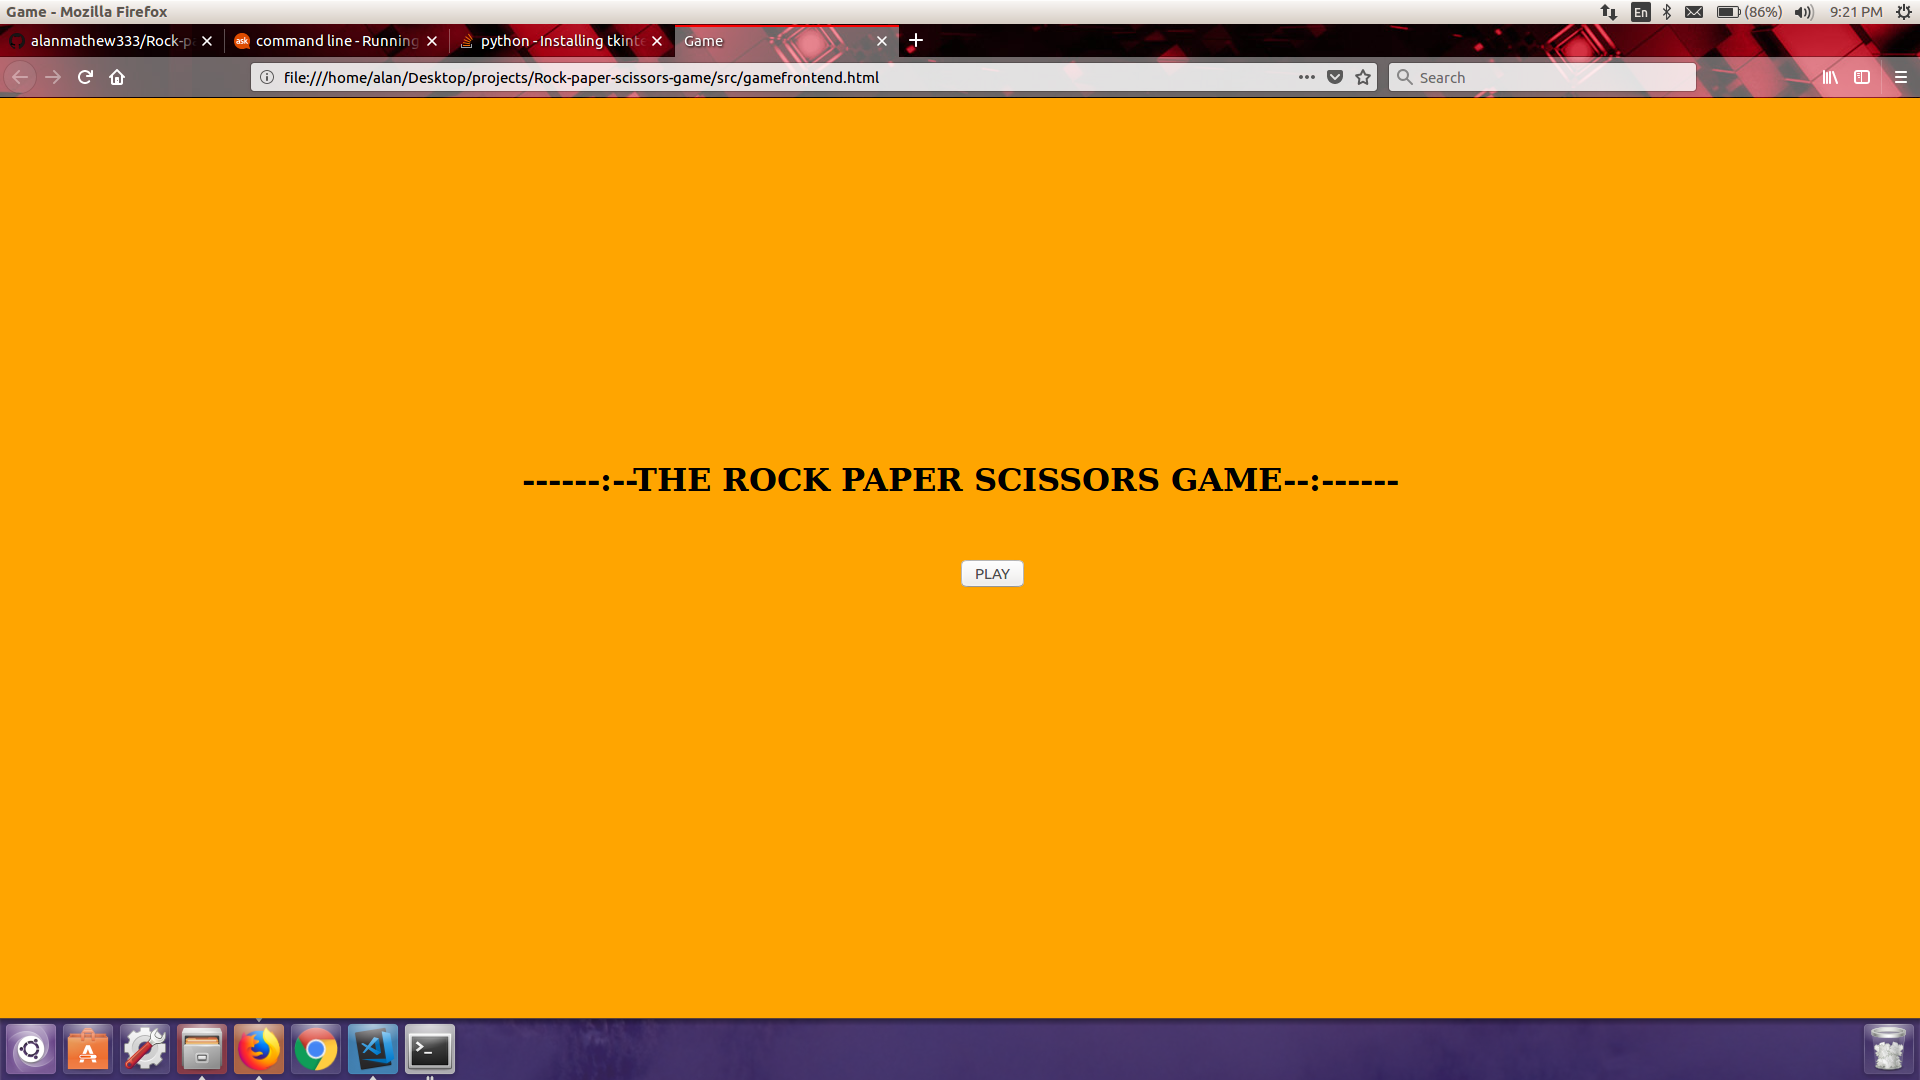 Game - Mozilla Firefox
En (86%) 9:21 PM
alanmathew333/Rock-p
ask command line - Running
python - Installing tkint
Game
file:///home/alan/Desktop/projects/Rock-paper-scissors-game/src/gamefrontend.html
Search
------:--THE ROCK PAPER SCISSORS GAME--:------
PLAY